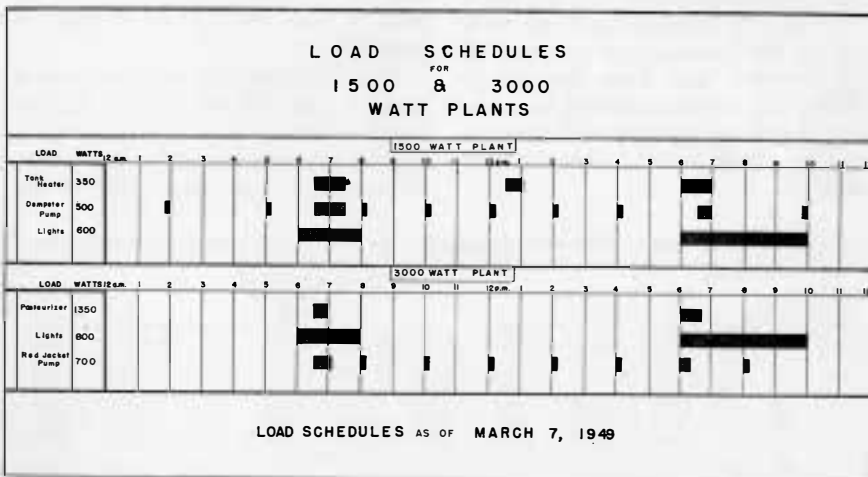 LOAD SCHEDULES
FOR
1500 & 3000
WATT PLANTS
1500 WATT PLANT
LOAD WATTS 12 a.m. 1 2 3 4 5 6 7 8 9 10 11 12 p.m. 1 2 3 4 5 6 7 8 9 10 11
Tank Heater 350
Dempster Pump 500
Lights 600
3000 WATT PLANT
LOAD WATTS 12 a.m. 1 2 3 4 5 6 7 8 9 10 11 12 p.m. 1 2 3 4 5 6 7 8 9 10 11
Pasteurizer 1350
Lights 800
Red Jacket Pump 700
LOAD SCHEDULES AS OF MARCH 7, 1949